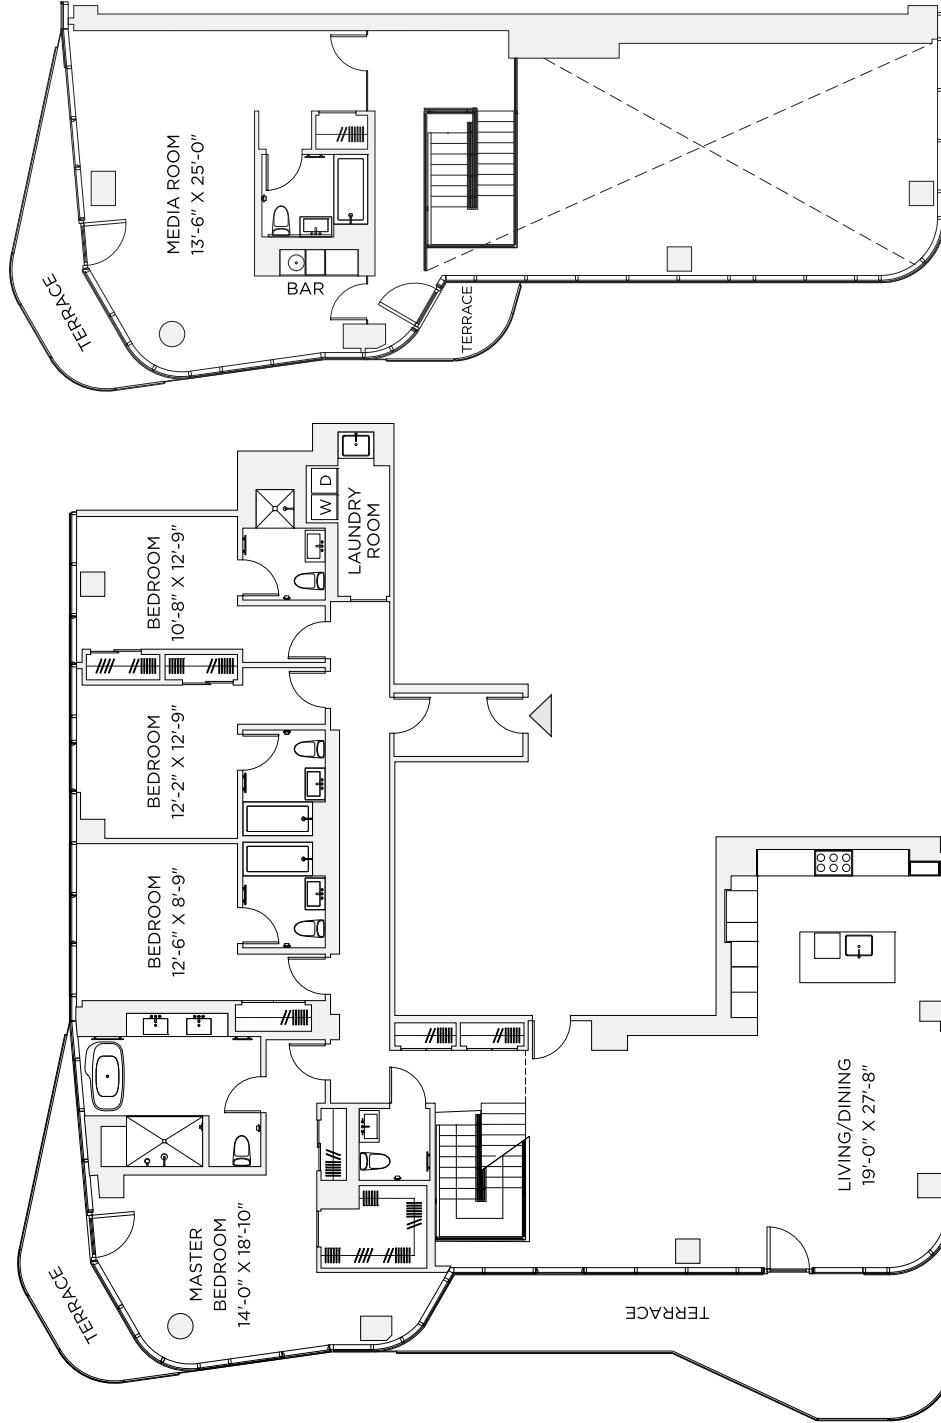 MEDIA ROOM
13'-6" X 25'-0"
BAR
TERRACE
TERRACE
D
W
LAUNDRY
ROOM
BEDROOM
10'-8" X 12'-9"
BEDROOM
12'-2" X 12'-9"
BEDROOM
12'-6" X 8'-9"
LIVING/DINING
19'-0" X 27'-8"
MASTER
BEDROOM
14'-0" X 18'-10"
TERRACE
TERRACE